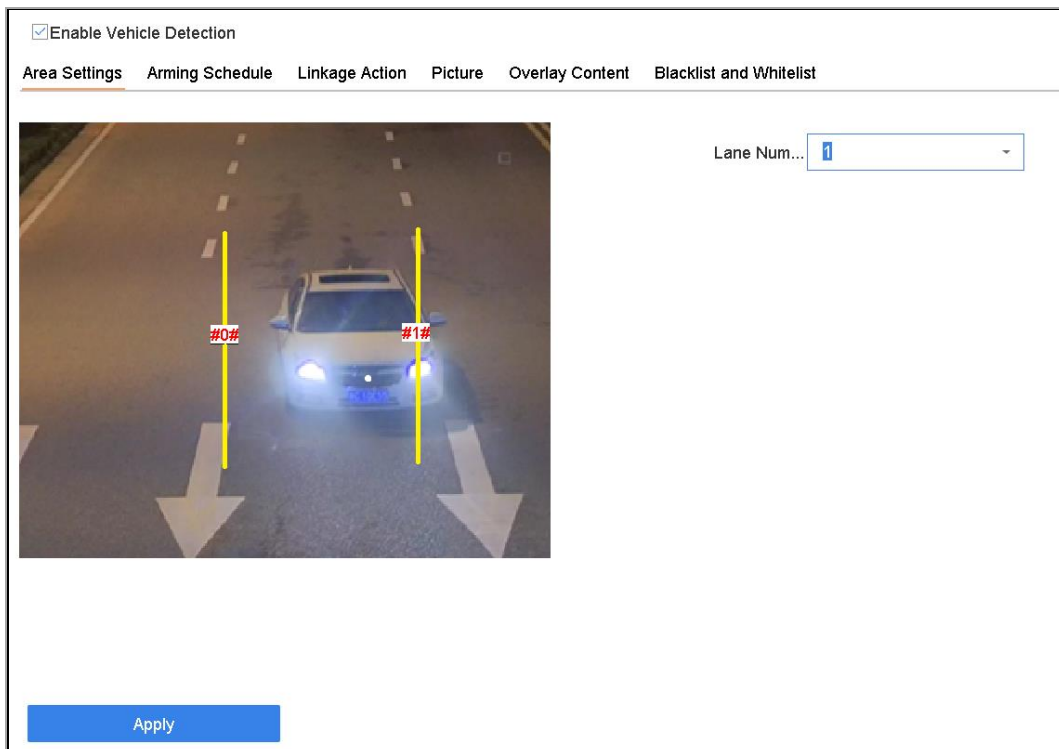 Enable Vehicle Detection
Area Settings Arming Schedule Linkage Action Picture Overlay Content Blacklist and Whitelist
Lane Num... 1
#0# #1#
Apply